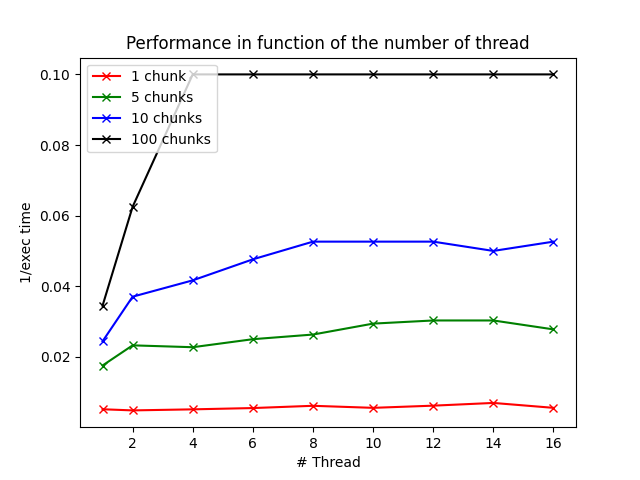 Performance in function of the number of thread
1 chunk
5 chunks
10 chunks
100 chunks
1/exec time
0.10
0.08
0.06
0.04
0.02
2 4 6 8 10 12 14 16
# Thread